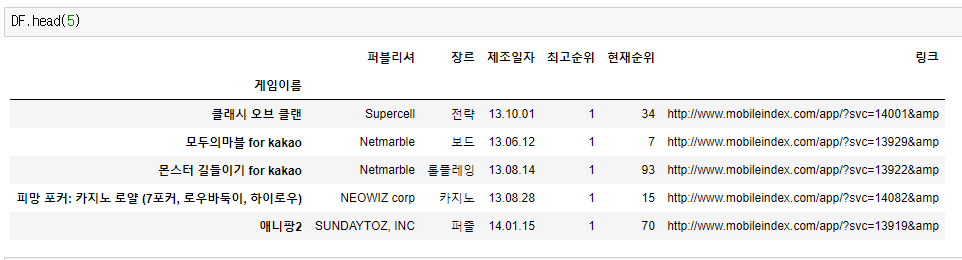 DF.head(5)
퍼블리셔 장르 제조일자 최고순위 현재순위 링크
게임이름
클래시 오브 클랜 Supercell 전략 13.10.01 1 34 http://www.mobileindex.com/app/?svc=14001&amp
모두의마블 for kakao Netmarble 보드 13.06.12 1 7 http://www.mobileindex.com/app/?svc=13929&amp
몬스터 길들이기 for kakao Netmarble 롤플레잉 13.08.14 1 93 http://www.mobileindex.com/app/?svc=13922&amp
피망 포커: 카지노 로얄 (7포커, 로우바둑이, 하이로우) NEOWIZ corp 카지노 13.08.28 1 15 http://www.mobileindex.com/app/?svc=14082&amp
애니팡2 SUNDAYTOZ, INC 퍼즐 14.01.15 1 70 http://www.mobileindex.com/app/?svc=13919&amp